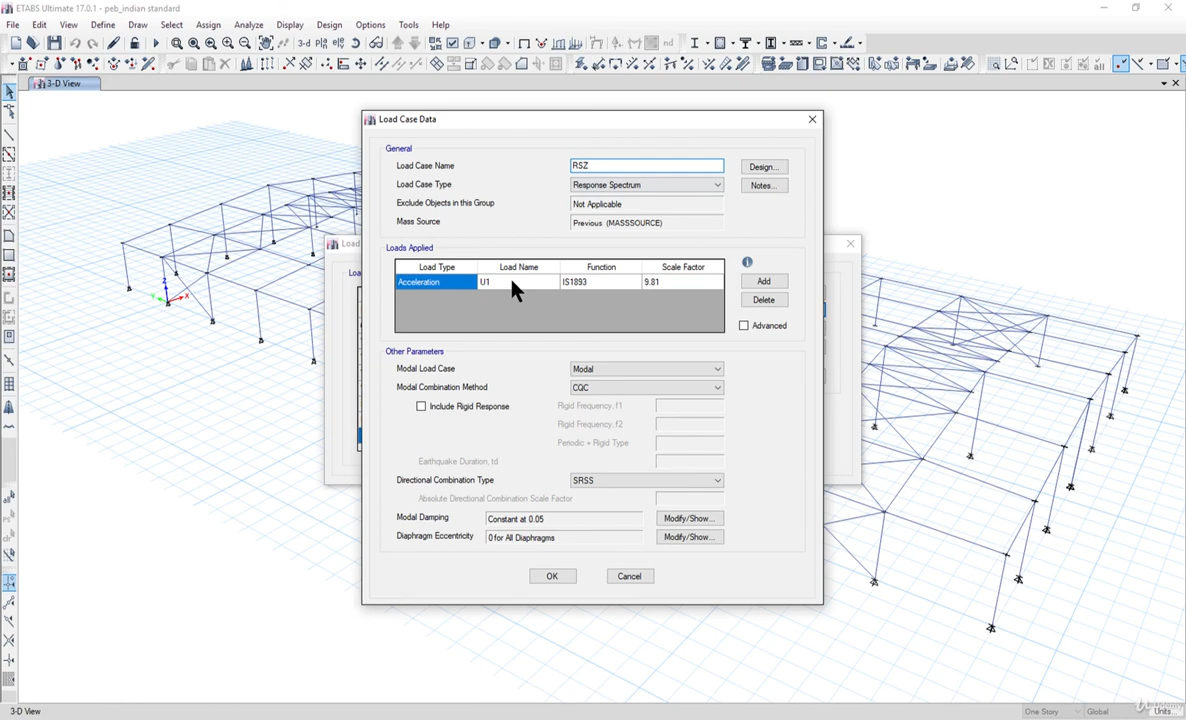 ETABS Ultimate 17.0.1 - peb_indian standard
File Edit View Define Draw Select Assign Analyze Display Design Options Tools Help
3-d
nd
3-D View
Load Case Data
General
Load Case Name RSZ Design...
Load Case Type Response Spectrum Notes...
Exclude Objects in this Group Not Applicable
Mass Source Previous (MASSSOURCE)
Load
Loads Applied
Load Type Load Name Function Scale Factor
Acceleration U1 IS1893 9.81
Add
Delete
Advanced
Other Parameters
Modal Load Case Modal
Modal Combination Method CQC
Include Rigid Response Rigid Frequency, f1
Rigid Frequency, f2
Periodic + Rigid Type
Earthquake Duration, td
Directional Combination Type SRSS
Absolute Directional Combination Scale Factor
Modal Damping Constant at 0.05 Modify/Show...
Diaphragm Eccentricity 0 for All Diaphragms Modify/Show...
OK Cancel
Z
Y X
3-D View One Story Global Units...